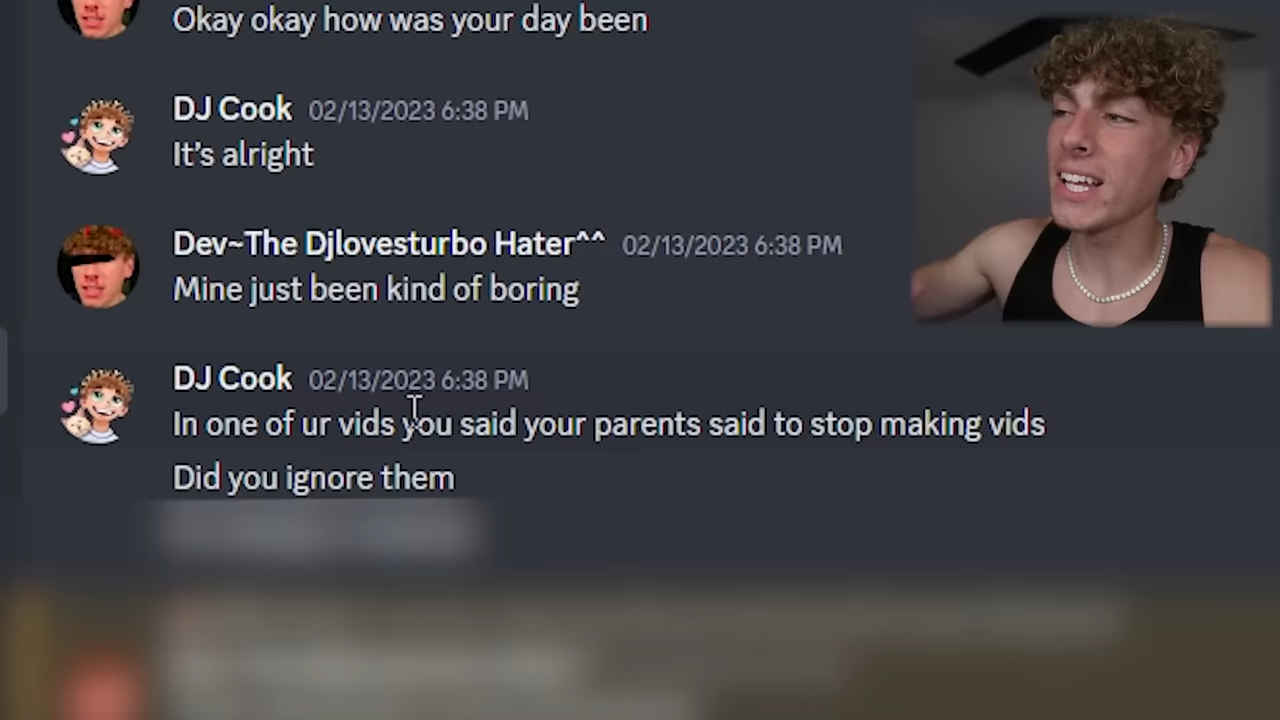 Okay okay how was your day been
DJ Cook 02/13/2023 6:38 PM
It's alright
Dev~The Djlovesturbo Hater^^ 02/13/2023 6:38 PM
Mine just been kind of boring
DJ Cook 02/13/2023 6:38 PM
In one of ur vids you said your parents said to stop making vids
Did you ignore them